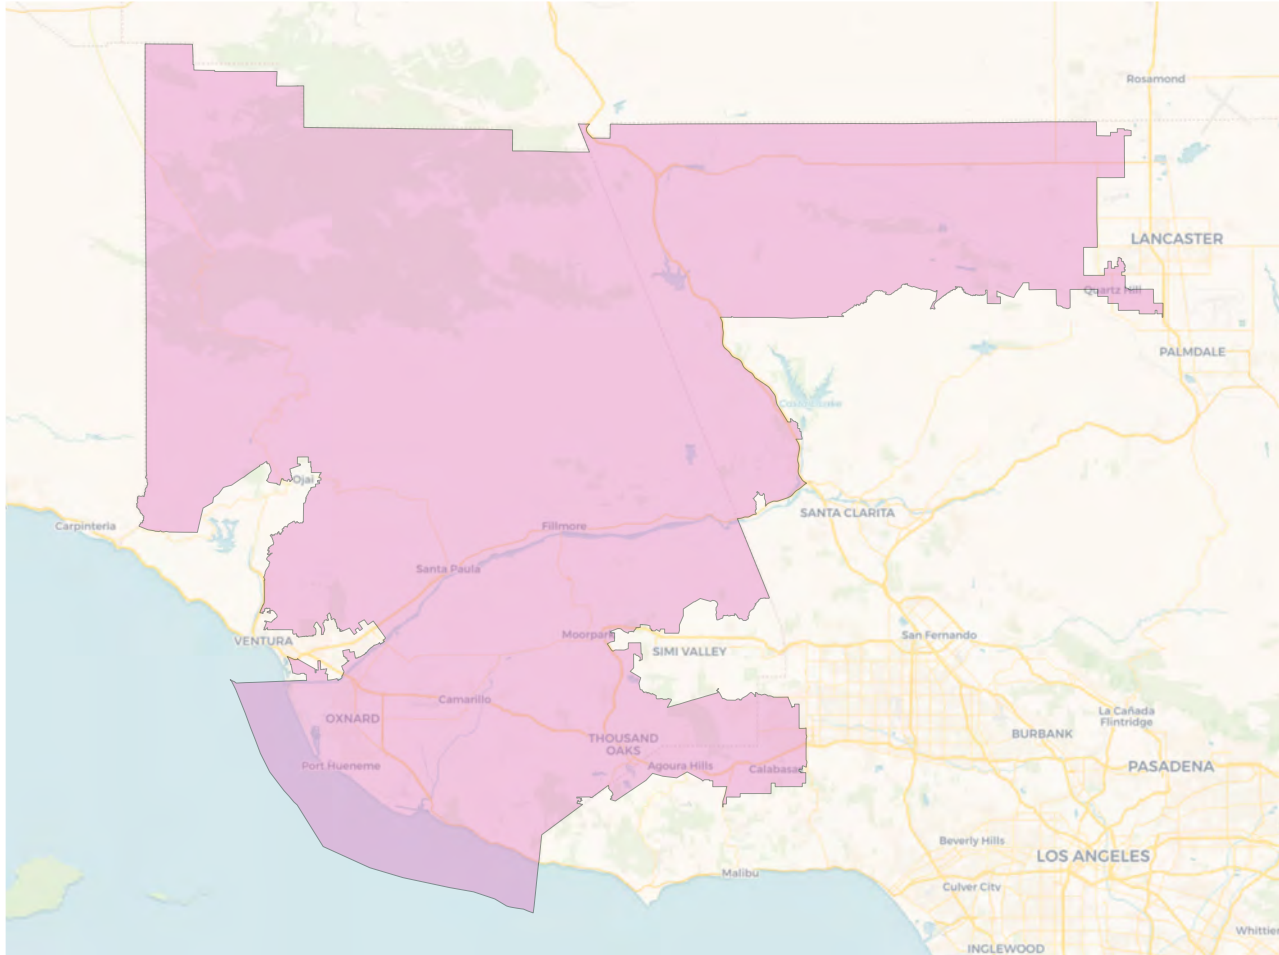 Rosamond
LANCASTER
Quartz Hill
PALMDALE
Castaic Lake
Ojai
SANTA CLARITA
Carpinteria
Fillmore
Santa Paula
VENTURA
Moorpark
San Fernando
SIMI VALLEY
Camarillo
OXNARD
La Cañada
Flintridge
BURBANK
THOUSAND
OAKS
Port Hueneme
Agoura Hills
Calabasas
PASADENA
Beverly Hills
LOS ANGELES
Malibu
Culver City
Whittier
INGLEWOOD